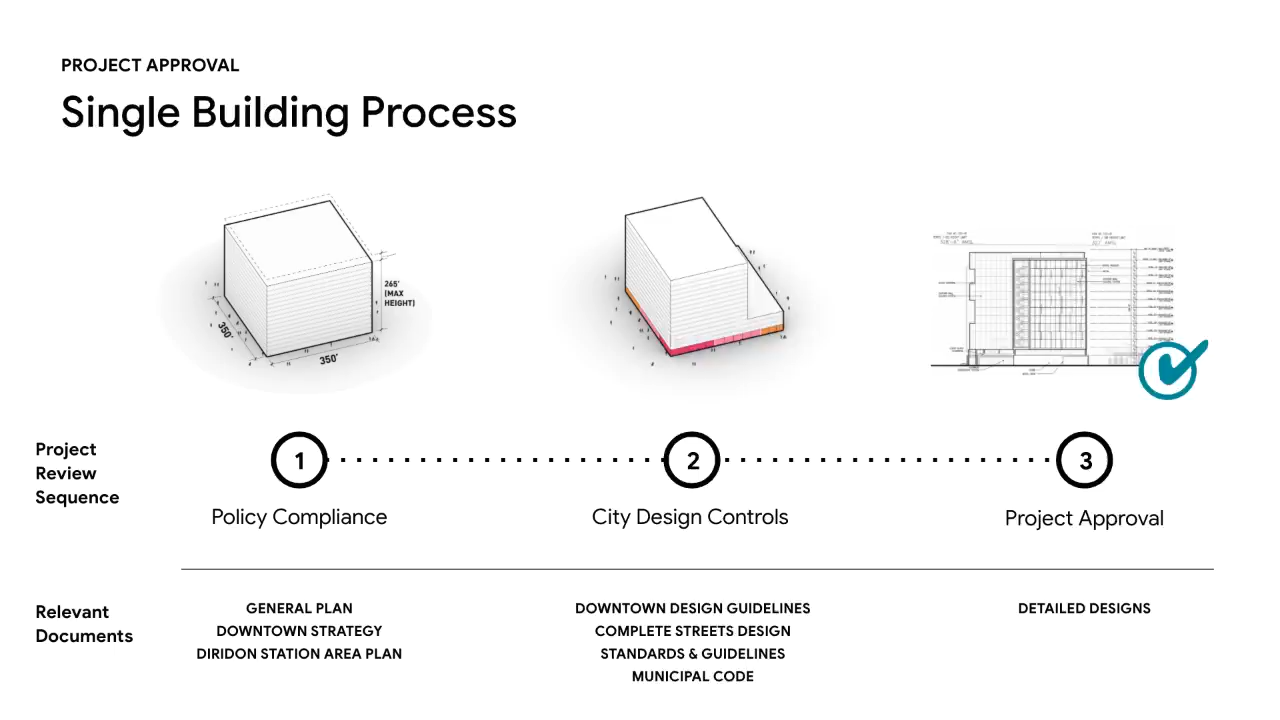 PROJECT APPROVAL
Single Building Process
265'
(MAX
HEIGHT)
350'
350'
Project
Review
Sequence
1
2
3
Policy Compliance
City Design Controls
Project Approval
Relevant
Documents
GENERAL PLAN
DOWNTOWN STRATEGY
DIRIDON STATION AREA PLAN
DOWNTOWN DESIGN GUIDELINES
COMPLETE STREETS DESIGN
STANDARDS & GUIDELINES
MUNICIPAL CODE
DETAILED DESIGNS